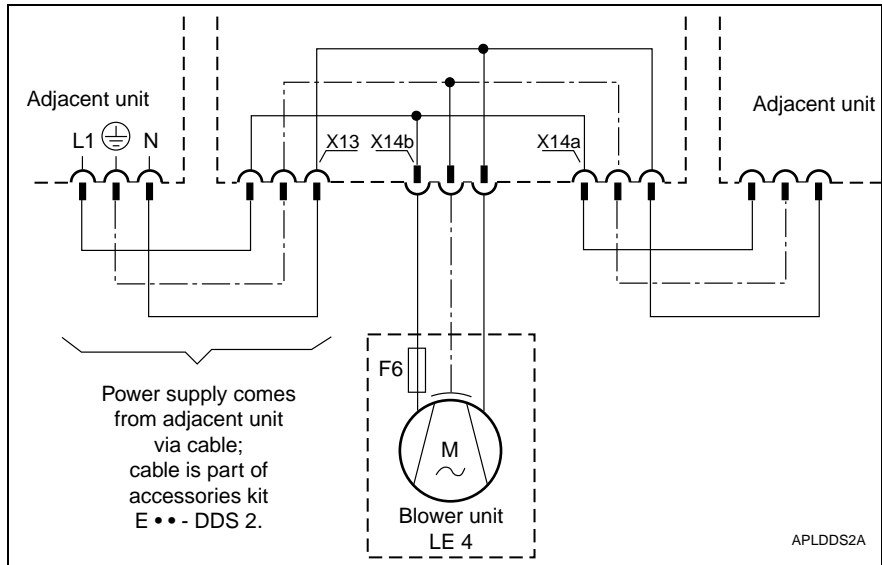 Adjacent unit
Adjacent unit
L1
N
X13
X14b
X14a
F6
M
Blower unit
LE 4
Power supply comes
from adjacent unit
via cable;
cable is part of
accessories kit
E • • - DDS 2.
APLDDS2A